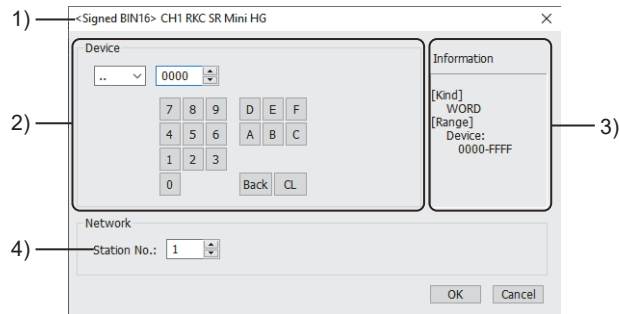 1)
<Signed BIN16> CH1 RKC SR Mini HG
Device
.. 0000
7 8 9 D E F
4 5 6 A B C
1 2 3
0 Back CL
2)
Information
[Kind]
WORD
[Range]
Device:
0000-FFFF
3)
Network
4)
Station No.: 1
OK Cancel